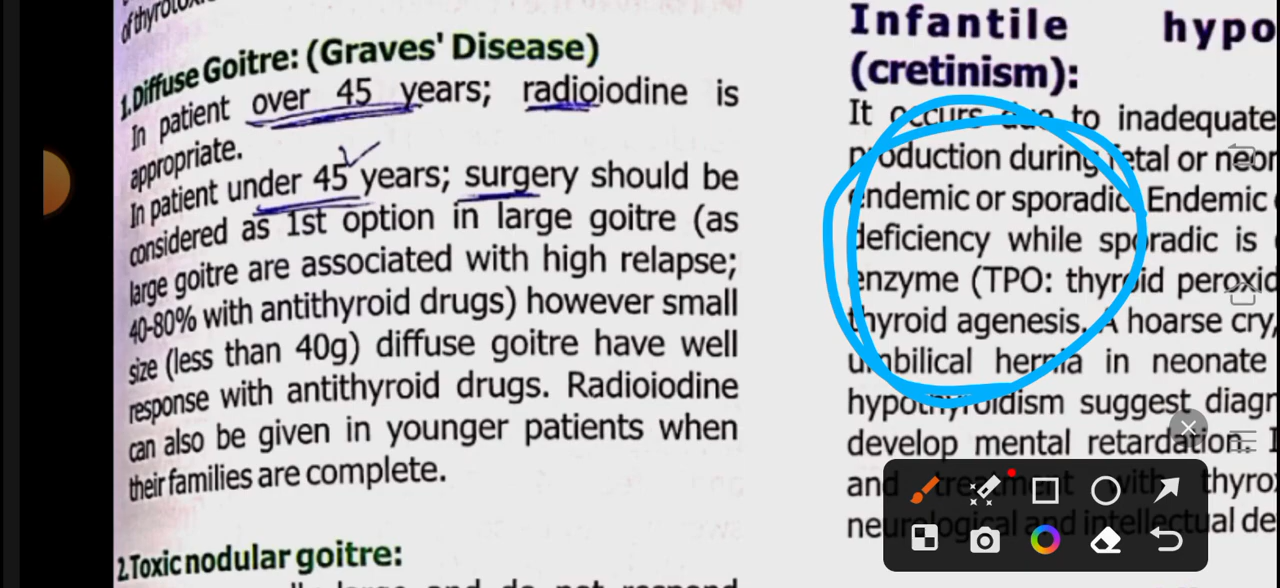 of
1.Diffuse Goitre: (Graves' Disease)
In patient over 45 years; radioiodine is
appropriate.
In patient under 45 years; surgery should be
considered as 1st option in large goitre (as
large goitre are associated with high relapse;
40-80% with antithyroid drugs) however small
size (less than 40g) diffuse goitre have well
response with antithyroid drugs. Radioiodine
can also be given in younger patients when
their families are complete.
2.Toxic nodular goitre:
and do not respond
Infantile hypo
(cretinism):
It occurs due to inadequate
production during fetal or neon
endemic or sporadic. Endemic
deficiency while sporadic is
enzyme (TPO: thyroid peroxid
thyroid agenesis. A hoarse cry,
umbilical hernia in neonate
hypothyroidism suggest diagn
develop mental retardation. I
and treatment with thyrox
neurological and intellectual de